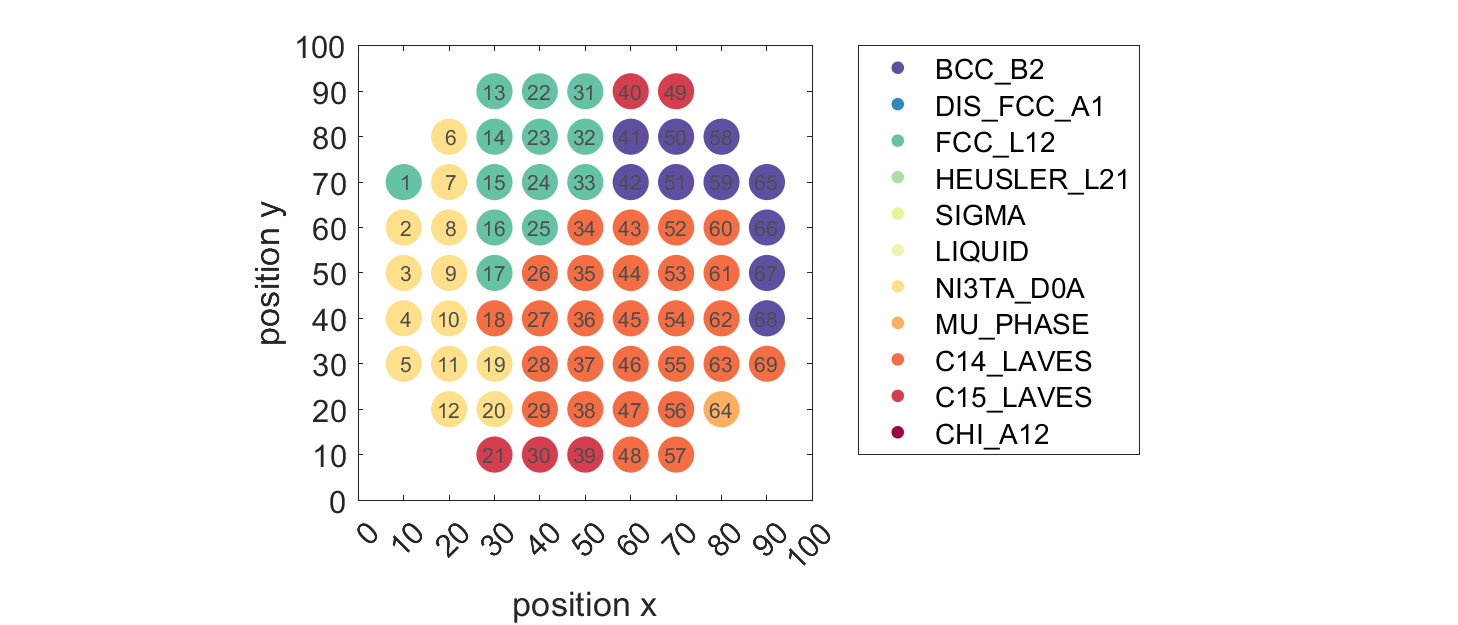 100
90
80
70
60
50
40
30
20
10
0
13 22 31 40 49
6 14 23 32 41 50 58
1 7 15 24 33 42 51 59 65
2 8 16 25 34 43 52 60 66
3 9 17 26 35 44 53 61 67
4 10 18 27 36 45 54 62 68
5 11 19 28 37 46 55 63 69
12 20 29 38 47 56 64
21 30 39 48 57
0 10 20 30 40 50 60 70 80 90 100
position x
position y
BCC_B2
DIS_FCC_A1
FCC_L12
HEUSLER_L21
SIGMA
LIQUID
NI3TA_D0A
MU_PHASE
C14_LAVES
C15_LAVES
CHI_A12